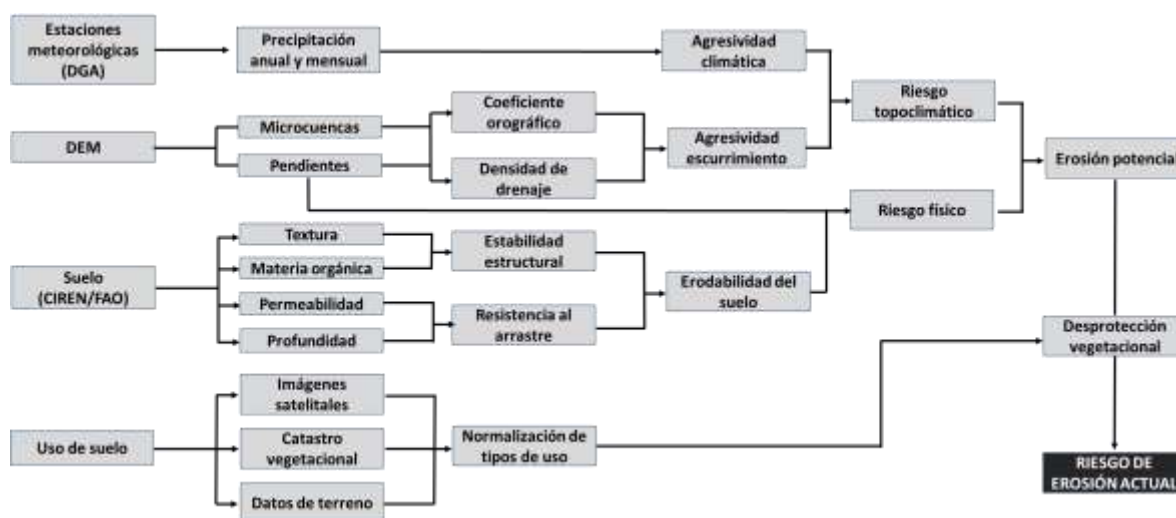 Estaciones
meteorológicas
(DGA)
Precipitación
anual y mensual
Agresividad
climática
Riesgo
topoclimático
DEM
Microcuencas
Pendientes
Coeficiente
orográfico
Densidad de
drenaje
Agresividad
escurrimiento
Erosión potencial
Riesgo físico
Suelo
(CIREN/FAO)
Textura
Materia orgánica
Permeabilidad
Profundidad
Estabilidad
estructural
Resistencia al
arrastre
Erodabilidad del
suelo
Desprotección
vegetacional
Uso de suelo
Imágenes
satelitales
Catastro
vegetacional
Datos de terreno
Normalización de
tipos de uso
RIESGO DE
EROSIÓN ACTUAL